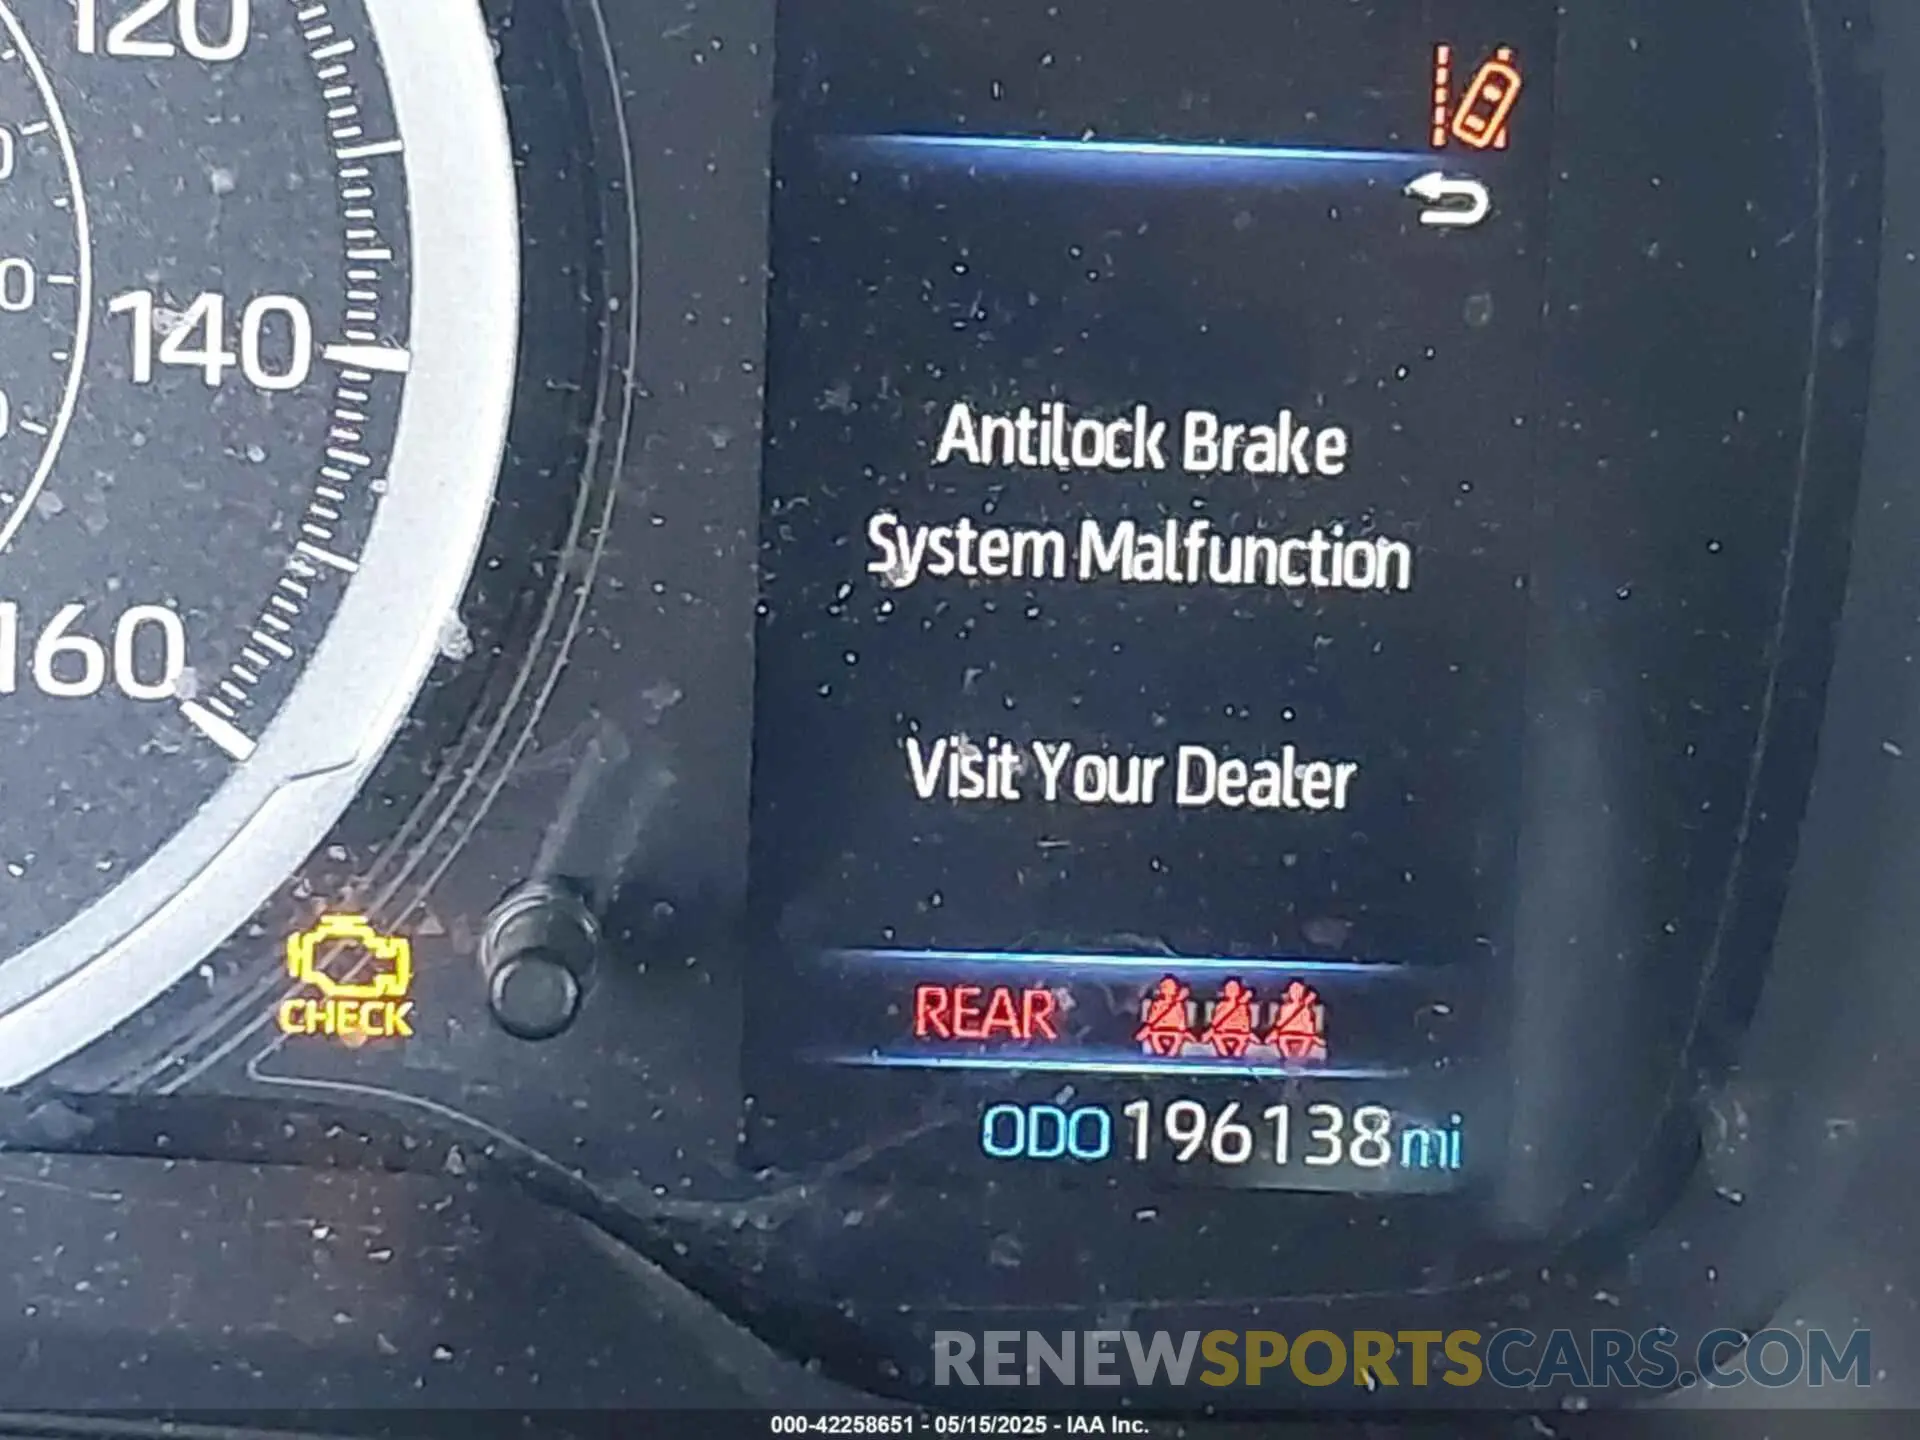 120
140
160
Antilock Brake
System Malfunction
Visit Your Dealer
CHECK
REAR
ODO 196138 mi
RENEWSPORTSCARS.COM
000-42258651 - 05/15/2025 - IAA Inc.